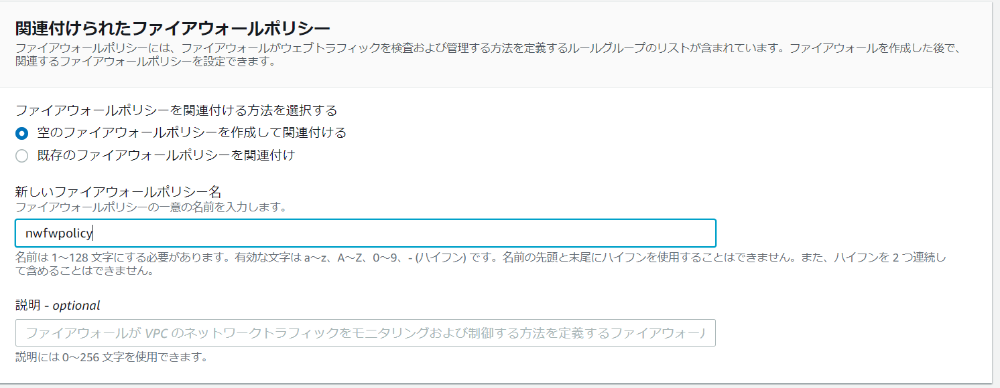 関連付けられたファイアウォールポリシー
ファイアウォールポリシーには、ファイアウォールがウェブトラフィックを検査および管理する方法を定義するルールグループのリストが含まれています。ファイアウォールを作成した後で、
関連するファイアウォールポリシーを設定できます。
ファイアウォールポリシーを関連付ける方法を選択する
空のファイアウォールポリシーを作成して関連付ける
既存のファイアウォールポリシーを関連付け
新しいファイアウォールポリシー名
ファイアウォールポリシーの一意の名前を入力します。
nwfwpolicy
名前は 1～128 文字にする必要があります。有効な文字は a～z、A～Z、0～9、- (ハイフン) です。名前の先頭と末尾にハイフンを使用することはできません。また、ハイフンを 2 つ連続し
て含めることはできません。
説明 - optional
ファイアウォールが VPC のネットワークトラフィックをモニタリングおよび制御する方法を定義するファイアウォール
説明には 0～256 文字を使用できます。